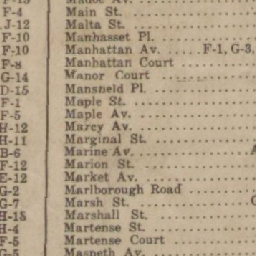 F-13 Madoc Av.
F-4 Main St.
J-12 Malta St.
F-10 Manhasset Pl.
F-10 Manhattan Av. F-1, G-3,
F-8 Manhattan Court
G-14 Manor Court
D-15 Mansfield Pl.
F-1 Maple St.
F-5 Maple Av.
H-12 Marcy Av.
H-11 Marginal St.
B-6 Marine Av.
F-12 Marion St.
E-12 Market Av.
G-2 Marlborough Road
G-7 Marsh St.
H-15 Marshall St.
H-4 Martense St.
F-5 Martense Court
G-5 Maspeth Av.